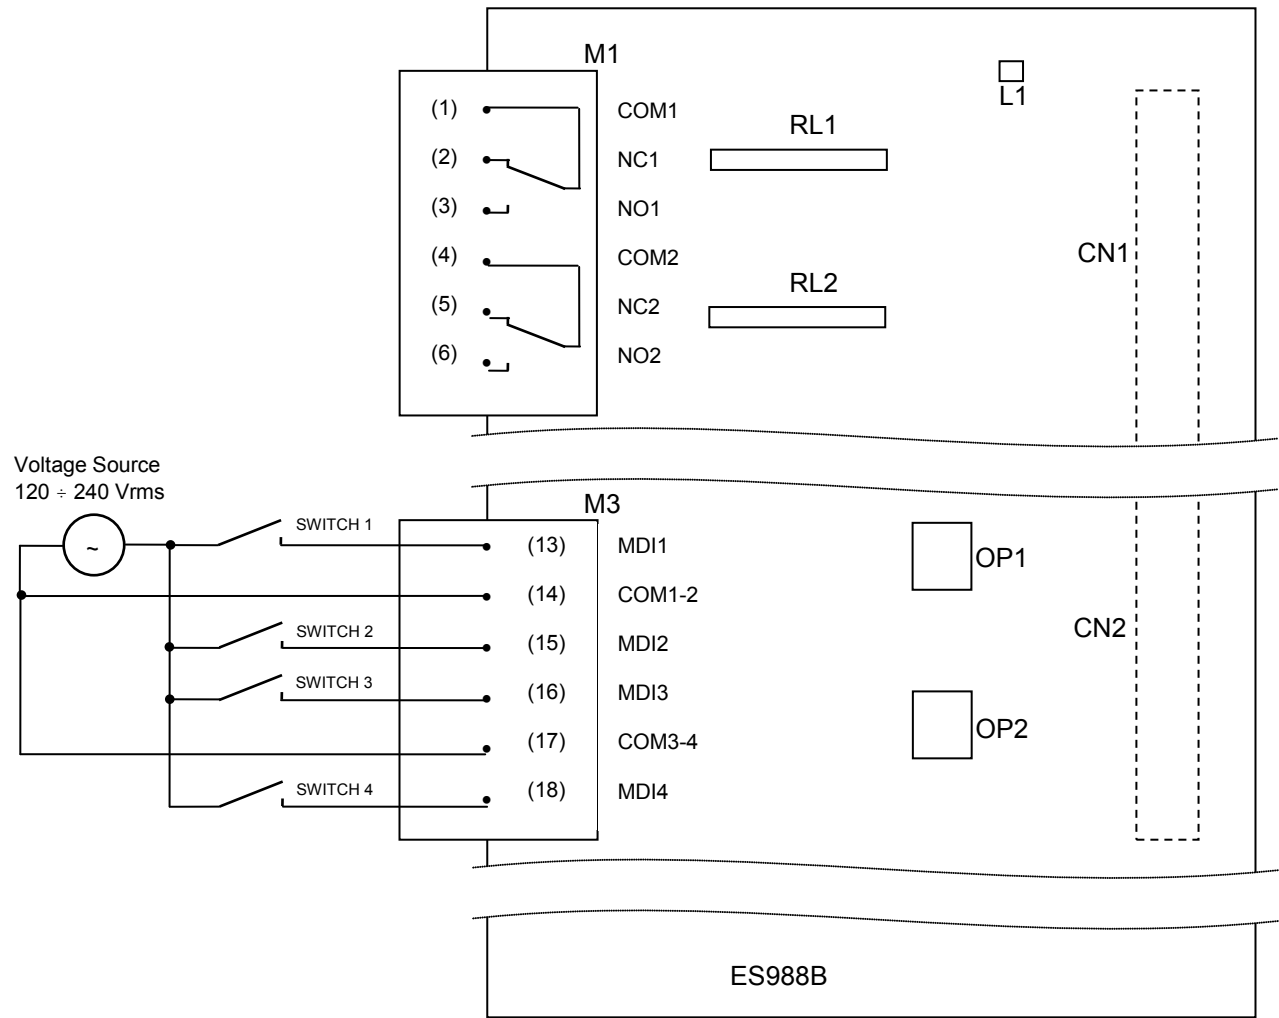 M1
L1
(1) COM1
RL1
(2) NC1
(3) NO1
(4) COM2
CN1
RL2
(5) NC2
(6) NO2
Voltage Source
120 ÷ 240 Vrms
M3
~
SWITCH 1
(13) MDI1
OP1
(14) COM1-2
CN2
SWITCH 2
(15) MDI2
SWITCH 3
(16) MDI3
OP2
(17) COM3-4
SWITCH 4
(18) MDI4
ES988B